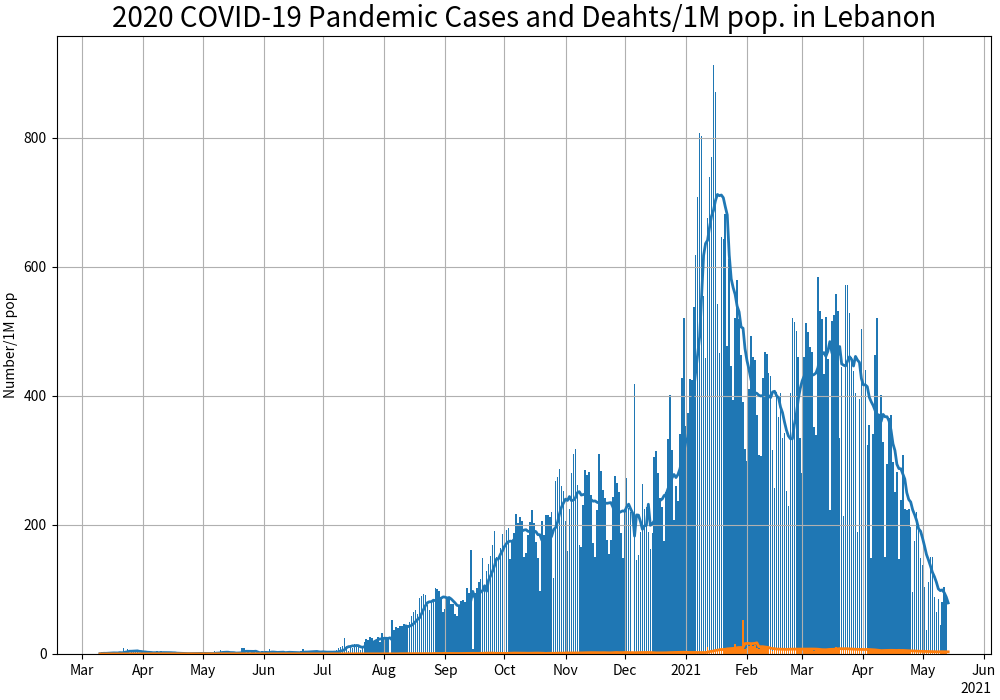 2020 COVID-19 Pandemic Cases and Deahts/1M pop. in Lebanon
Number/1M pop
800
600
400
200
0
Mar Apr May Jun Jul Aug Sep Oct Nov Dec 2021 Feb Mar Apr May Jun
2021